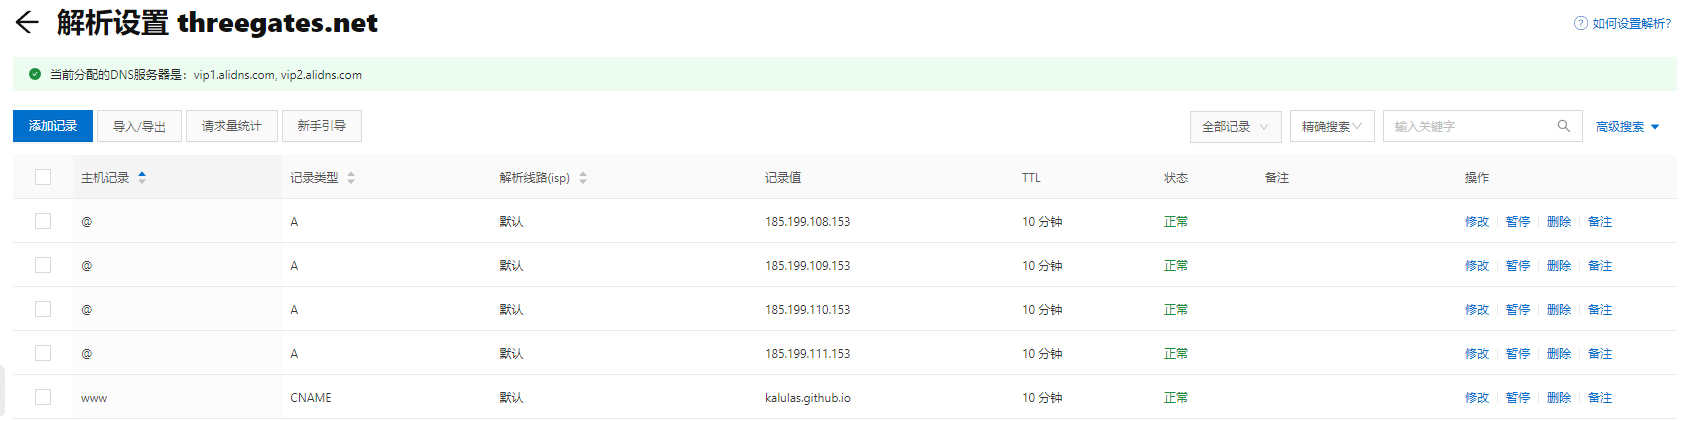 解析设置 threegates.net
如何设置解析?
当前分配的DNS服务器是：vip1.alidns.com, vip2.alidns.com
添加记录 导入/导出 请求量统计 新手引导 全部记录 精确搜索 输入关键字 高级搜索
主机记录 记录类型 解析线路(isp) 记录值 TTL 状态 备注 操作
@ A 默认 185.199.108.153 10 分钟 正常 修改 暂停 删除 备注
@ A 默认 185.199.109.153 10 分钟 正常 修改 暂停 删除 备注
@ A 默认 185.199.110.153 10 分钟 正常 修改 暂停 删除 备注
@ A 默认 185.199.111.153 10 分钟 正常 修改 暂停 删除 备注
www CNAME 默认 kalulas.github.io 10 分钟 正常 修改 暂停 删除 备注